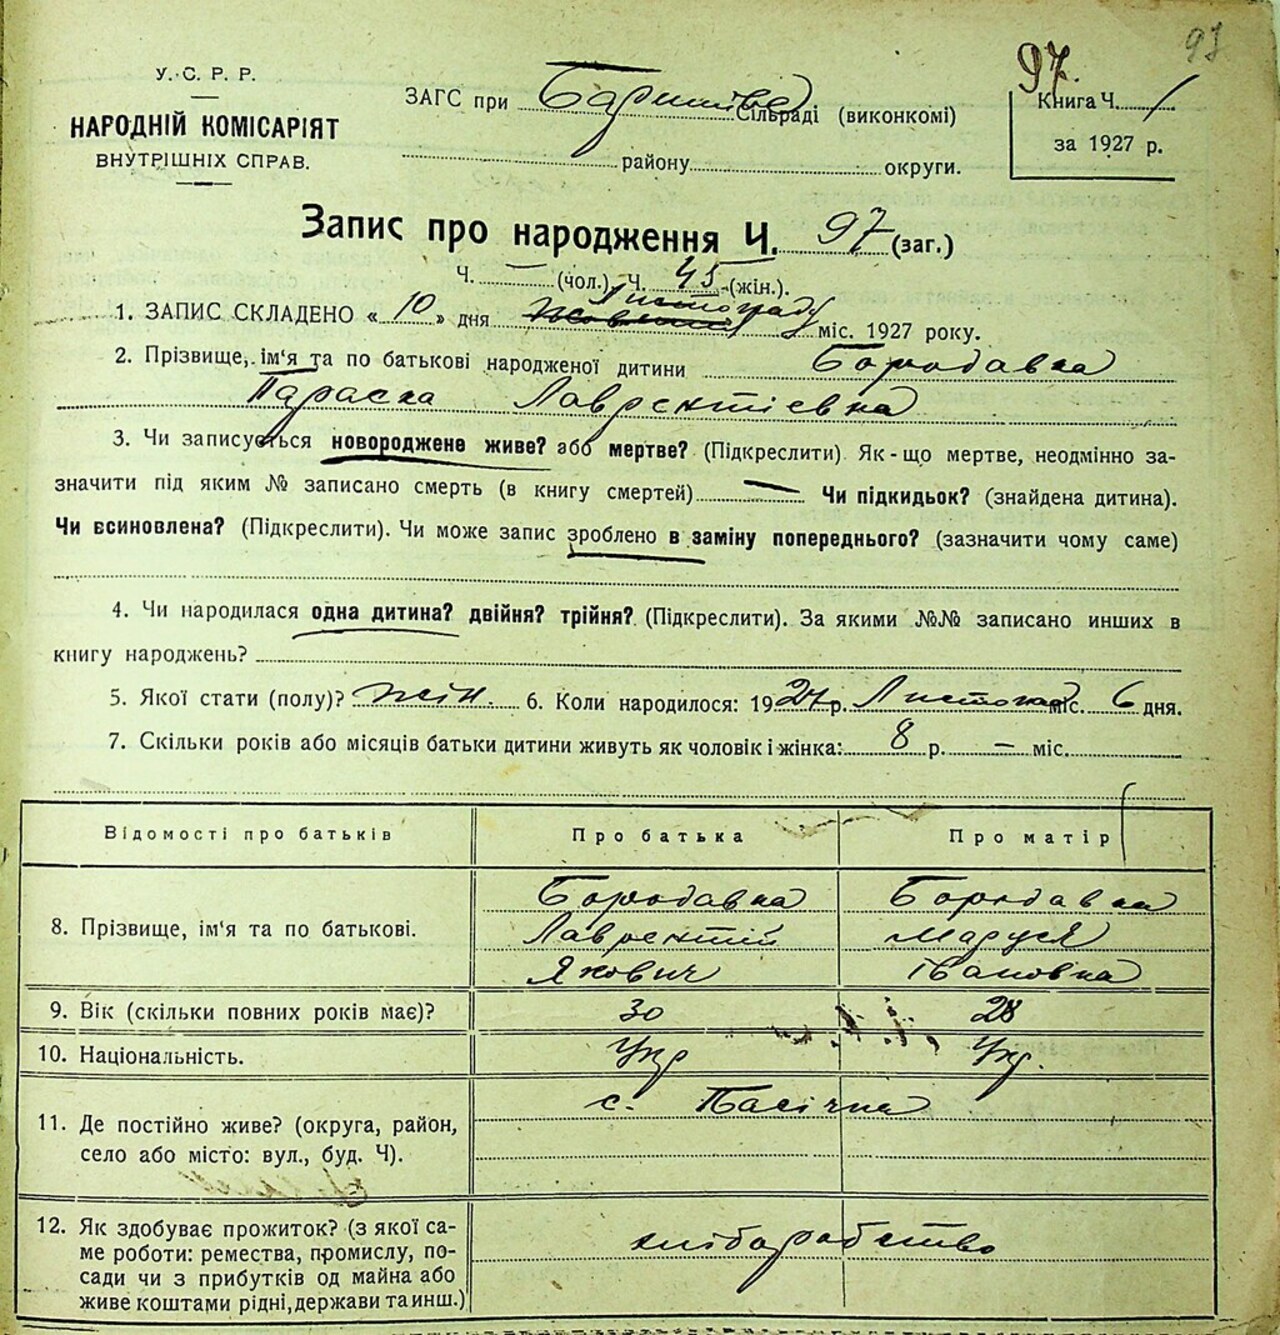 93
97.
У. С. Р. Р.
НАРОДНІЙ КОМІСАРІЯТ
ВНУТРІШНІХ СПРАВ.
ЗАГС при Сільраді (виконкомі)
району округи.
Книга Ч. 1
за 1927 р.
Запис про народження Ч. 97 (заг.)
Ч. — (чол.) Ч. 45 (жін.).
1. ЗАПИС СКЛАДЕНО « 10 » дня Листопаду міс. 1927 року.
2. Прізвище, ім‘я та по батькові народженої дитини Бородавка
Параска Лаврентіевна
3. Чи записується новороджене живе? або мертве? (Підкреслити) Як-що мертве, неодмінно за-
значити під яким № записано смерть (в книгу смертей) — Чи підкидьок? (знайдена дитина).
Чи всиновлена? (Підкреслити). Чи може запис зроблено в заміну попереднього? (зазначити чому саме)
4. Чи народилася одна дитина? двійня? трійня? (Підкреслити). За якими №№ записано инших в
книгу народжень?
5. Якої стати (полу)? жін. 6. Коли народилося: 1927 р. Листопад міс. 6 дня.
7. Скільки років або місяців батьки дитини живуть як чоловік і жінка: 8 р. — міс.
Відомості про батьків Про батька Про матір
8. Прізвище, ім‘я та по батькові. Бородавка Лаврентій Якович Бородавка Маруся Івановна
9. Вік (скільки повних років має)? 30 28
10. Національність. Укр Укр.
11. Де постійно живе? (округа, район,
село або місто: вул., буд. Ч). с. Пасічна
12. Як здобуває прожиток? (з якої са-
ме роботи: ремества, промислу, по-
сади чи з прибутків од майна або
живе коштами рідні, держави та инш.) хліборобство